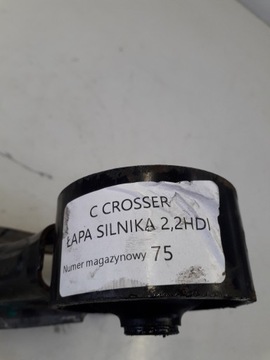 C CROSSER
ŁAPA SILNIKA 2,2HDI
Numer magazynowy 75